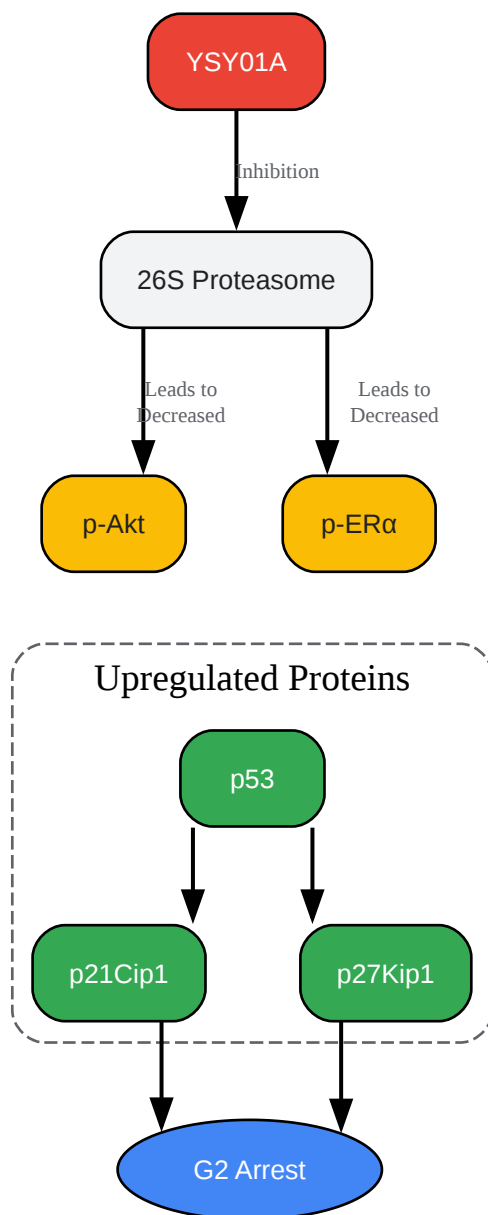 YSY01A
Inhibition
26S Proteasome
Leads to
Decreased
Leads to
Decreased
p-Akt
p-ERα
Upregulated Proteins
p53
p21Cip1
p27Kip1
G2 Arrest